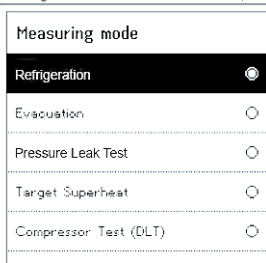 Measuring mode
Refrigeration
Evacuation
Pressure Leak Test
Target Superheat
Compressor Test (DLT)